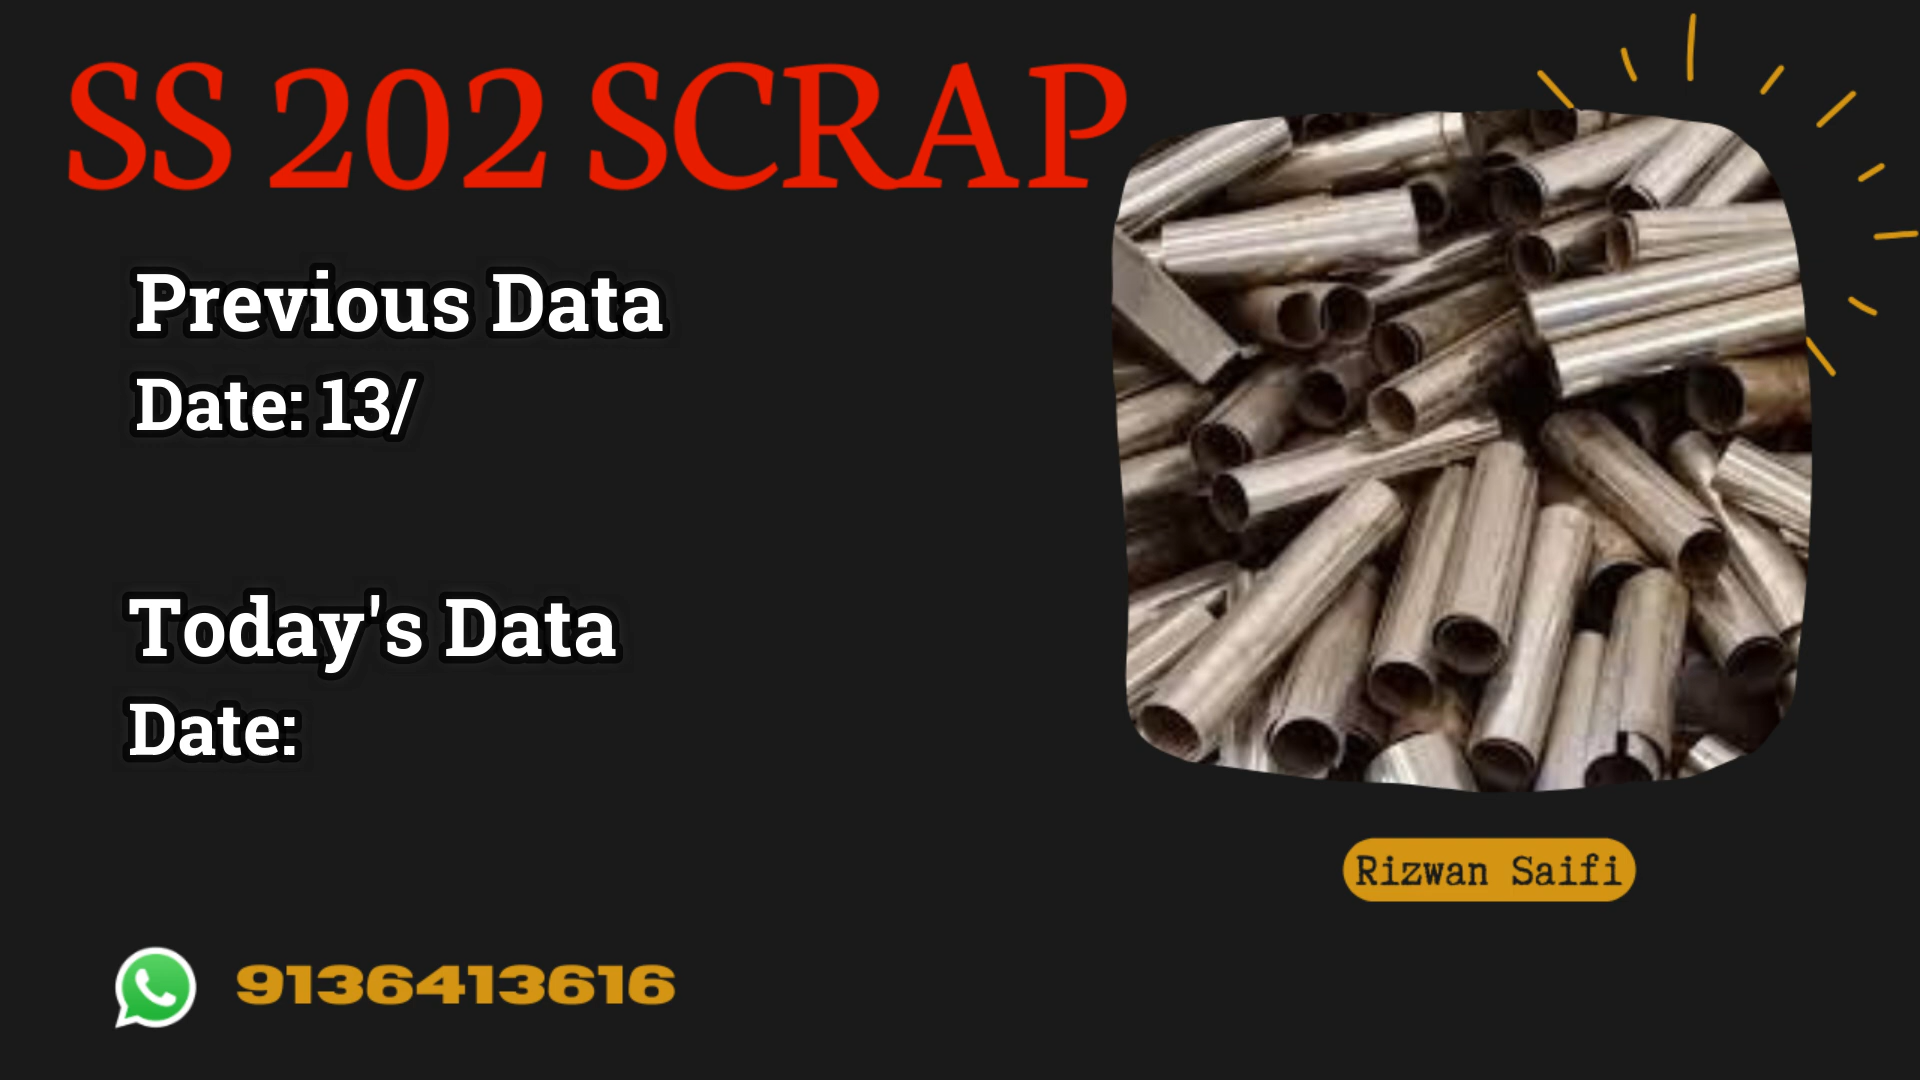 SS 202 SCRAP
Previous Data
Date: 13/
Today's Data
Date:
Rizwan Saifi
9136413616